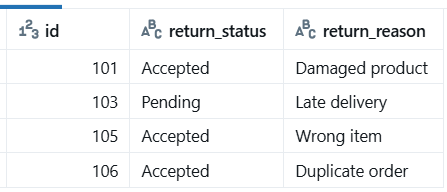 123 id ABC return_status ABC return_reason
101 Accepted Damaged product
103 Pending Late delivery
105 Accepted Wrong item
106 Accepted Duplicate order